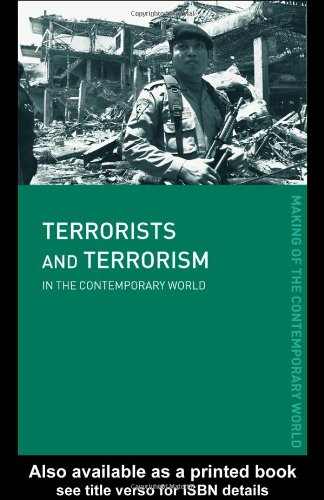 TERRORISTS
AND TERRORISM
IN THE CONTEMPORARY WORLD
MAKING OF THE CONTEMPORARY WORLD
Also available as a printed book
see title verso for ISBN details